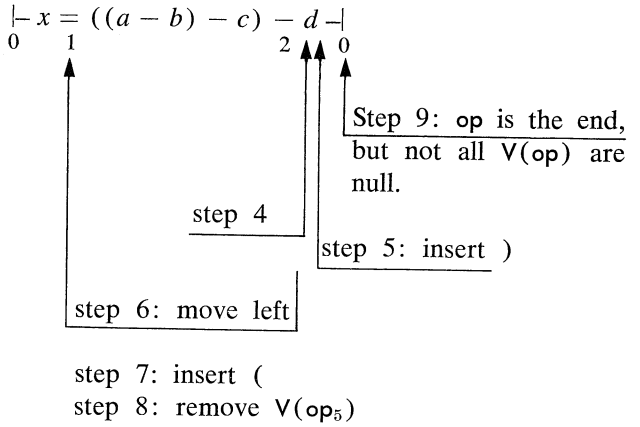 ⊢ x = ((a − b) − c) − d ⊣
0 1 2 0
Step 9: op is the end,
but not all V(op) are
null.
step 4
step 5: insert )
step 6: move left
step 7: insert (
step 8: remove V(op₅)